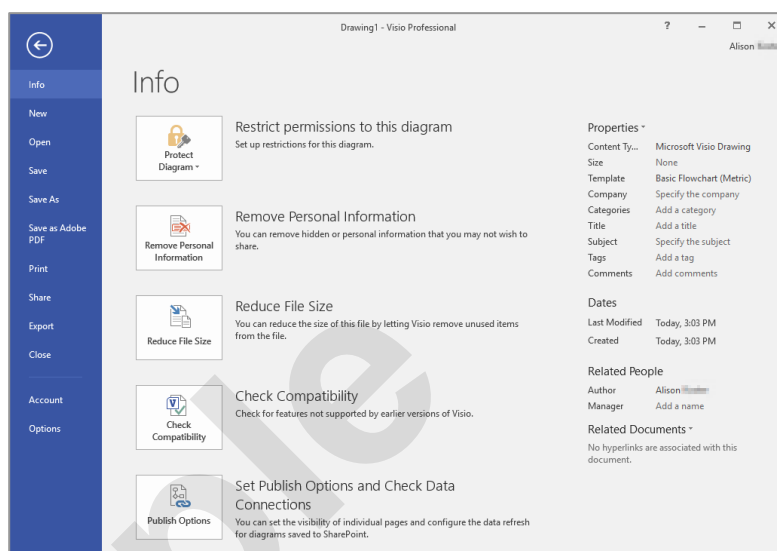 Drawing1 - Visio Professional
?
Alison
Info
New
Open
Save
Save As
Save as Adobe
PDF
Print
Share
Export
Close
Account
Options
Info
Protect
Diagram
Restrict permissions to this diagram
Set up restrictions for this diagram.
Remove Personal
Information
Remove Personal Information
You can remove hidden or personal information that you may not wish to
share.
Reduce File Size
Reduce File Size
You can reduce the size of this file by letting Visio remove unused items
from the file.
Check
Compatibility
Check Compatibility
Check for features not supported by earlier versions of Visio.
Publish Options
Set Publish Options and Check Data
Connections
You can set the visibility of individual pages and configure the data refresh
for diagrams saved to SharePoint.
Properties
Content Ty... Microsoft Visio Drawing
Size None
Template Basic Flowchart (Metric)
Company Specify the company
Categories Add a category
Title Add a title
Subject Specify the subject
Tags Add a tag
Comments Add comments
Dates
Last Modified Today, 3:03 PM
Created Today, 3:03 PM
Related People
Author Alison
Manager Add a name
Related Documents
No hyperlinks are associated with this
document.
ple